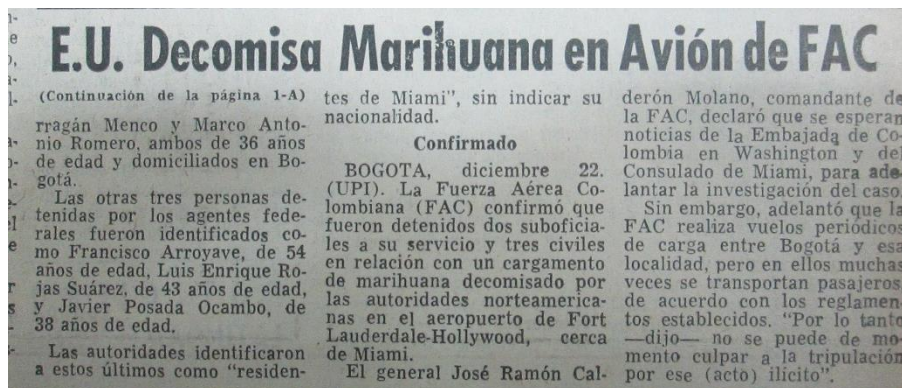 E.U. Decomisa Marihuana en Avión de FAC
(Continuación de la página 1-A)
rragán Menco y Marco Anto-
nio Romero, ambos de 36 años
de edad y domiciliados en Bo-
gotá.
Las otras tres personas de-
tenidas por los agentes fede-
rales fueron identificados co-
mo Francisco Arroyave, de 54
años de edad, Luis Enrique Ro-
jas Suárez, de 43 años de edad,
y Javier Posada Ocambo, de
38 años de edad.
Las autoridades identificaron
a estos últimos como "residen-
tes de Miami", sin indicar su
nacionalidad.
Confirmado
BOGOTA, diciembre 22.
(UPI). La Fuerza Aérea Co-
lombiana (FAC) confirmó que
fueron detenidos dos suboficia-
les a su servicio y tres civiles
en relación con un cargamento
de marihuana decomisado por
las autoridades norteamerica-
nas en el aeropuerto de Fort
Lauderdale-Hollywood, cerca
de Miami.
El general José Ramón Cal-
derón Molano, comandante de
la FAC, declaró que se esperan
noticias de la Embajada de Co-
lombia en Washington y del
Consulado de Miami, para ade-
lantar la investigación del caso.
Sin embargo, adelantó que la
FAC realiza vuelos periódicos
de carga entre Bogotá y esa
localidad, pero en ellos muchas
veces se transportan pasajeros,
de acuerdo con los reglamen-
tos establecidos. "Por lo tanto
—dijo— no se puede de mo-
mento culpar a la tripulación
por ese (acto) ilícito".